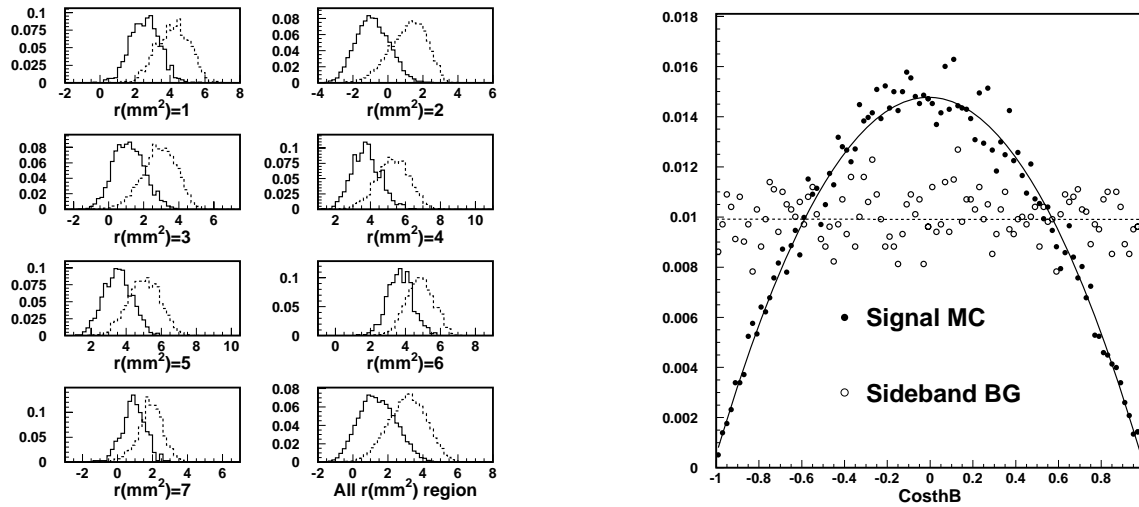 0.1
0.075
0.05
0.025
0
-2 0 2 4 6 8
r(mm²)=1
0.08
0.06
0.04
0.02
0
-4 -2 0 2 4 6
r(mm²)=2
0.08
0.06
0.04
0.02
0
-2 0 2 4 6 8
r(mm²)=3
0.1
0.075
0.05
0.025
0
2 4 6 8 10
r(mm²)=4
0.1
0.075
0.05
0.025
0
2 4 6 8 10
r(mm²)=5
0.1
0.05
0
0 2 4 6 8
r(mm²)=6
0.1
0.05
0
-2 0 2 4 6
r(mm²)=7
0.08
0.06
0.04
0.02
0
-2 0 2 4 6 8
All r(mm²) region
0.018
0.016
0.014
0.012
0.010
0.008
0.006
0.004
0.002
0
-1 -0.8 -0.6 -0.4 -0.2 0 0.2 0.4 0.6 0.8
Signal MC
Sideband BG
CosthB